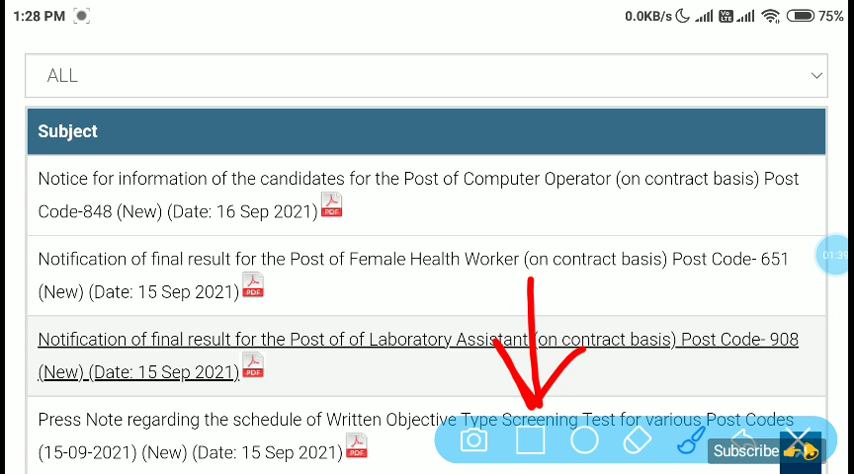 1:28 PM 0.0KB/s VO LTE 75%
ALL
Subject
Notice for information of the candidates for the Post of Computer Operator (on contract basis) Post
Code-848 (New) (Date: 16 Sep 2021) PDF
Notification of final result for the Post of Female Health Worker (on contract basis) Post Code- 651
(New) (Date: 15 Sep 2021) PDF
01:39
Notification of final result for the Post of of Laboratory Assistant (on contract basis) Post Code- 908
(New) (Date: 15 Sep 2021) PDF
Press Note regarding the schedule of Written Objective Type Screening Test for various Post Codes
(15-09-2021) (New) (Date: 15 Sep 2021) PDF
Subscribe